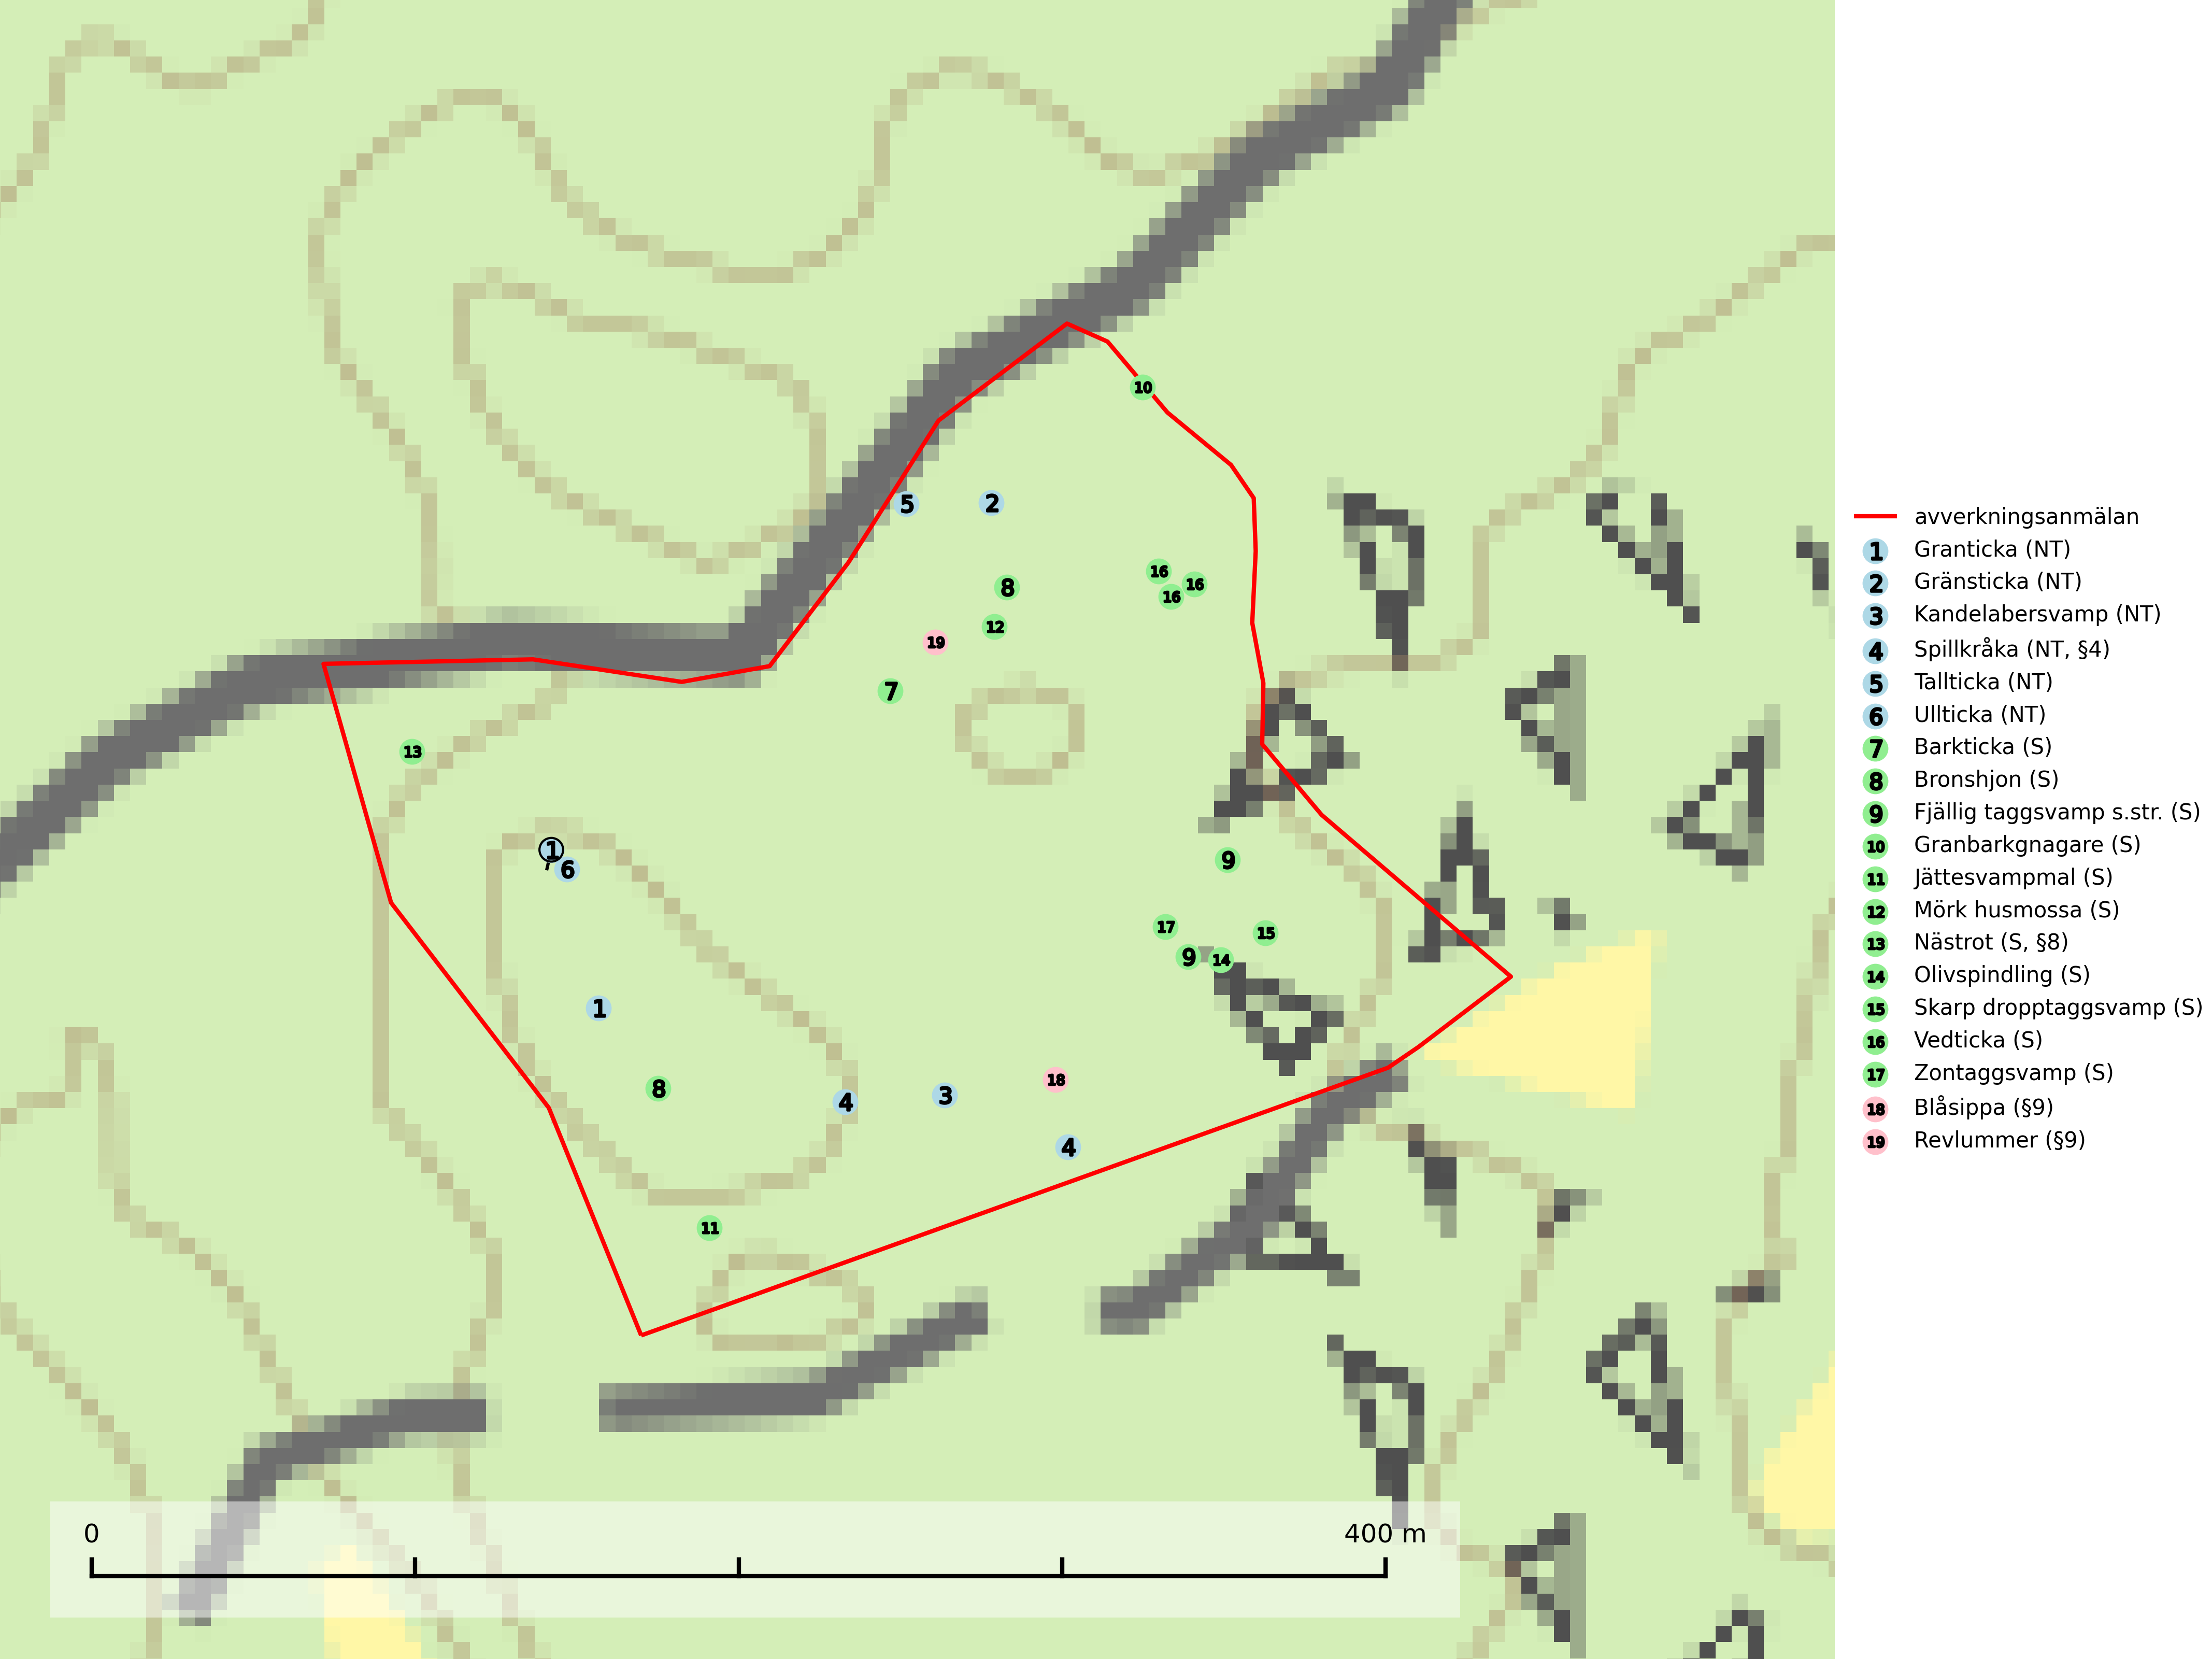 10
5
2
16
16
16
8
12
19
7
13
1
6
9
17
15
9
14
1
18
8
4
3
4
11
0
400 m
avverkningsanmälan
1 Granticka (NT)
2 Gränsticka (NT)
3 Kandelabersvamp (NT)
4 Spillkråka (NT, §4)
5 Tallticka (NT)
6 Ullticka (NT)
7 Barkticka (S)
8 Bronshjon (S)
9 Fjällig taggsvamp s.str. (S)
10 Granbarkgnagare (S)
11 Jättesvampmal (S)
12 Mörk husmossa (S)
13 Nästrot (S, §8)
14 Olivspindling (S)
15 Skarp dropptaggsvamp (S)
16 Vedticka (S)
17 Zontaggsvamp (S)
18 Blåsippa (§9)
19 Revlummer (§9)